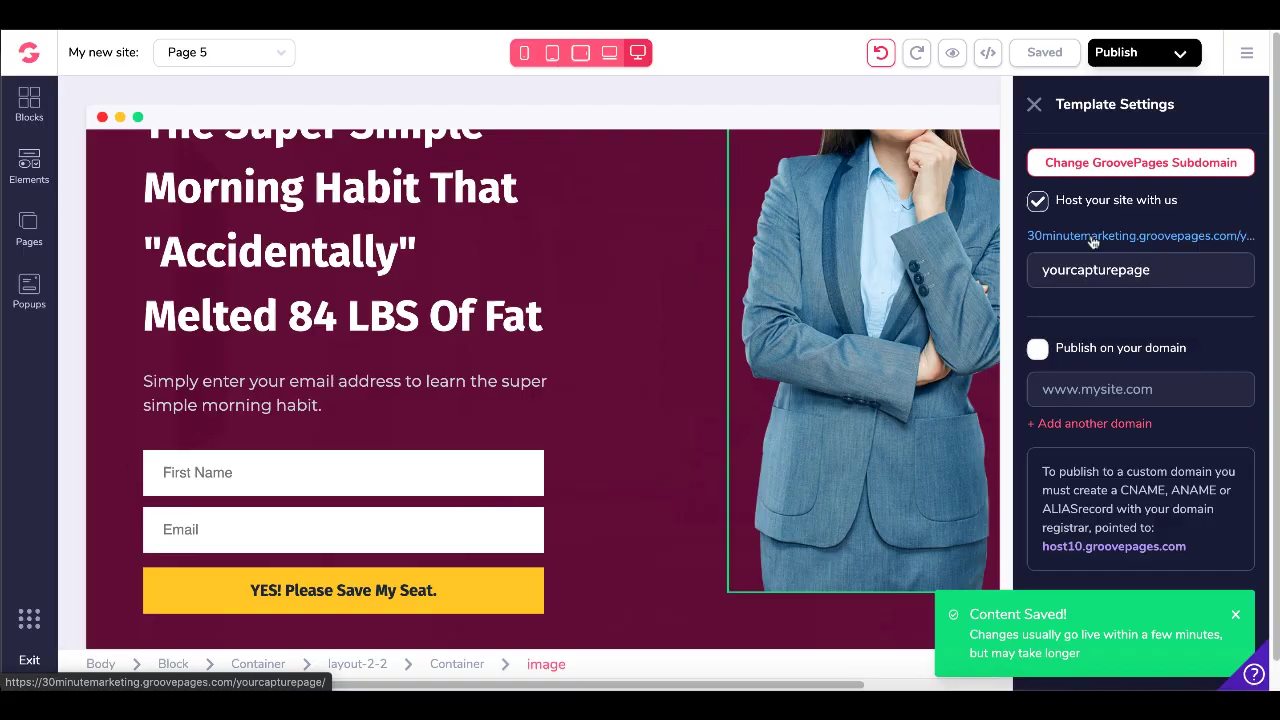 My new site:
Page 5
Saved
Publish
Blocks
Elements
Pages
Popups
Exit
The Super Simple
Morning Habit That
"Accidentally"
Melted 84 LBS Of Fat
Simply enter your email address to learn the super
simple morning habit.
First Name
Email
YES! Please Save My Seat.
Body
Block
Container
layout-2-2
Container
image
https://30minutemarketing.groovepages.com/yourcapturepage/
Template Settings
Change GroovePages Subdomain
Host your site with us
30minutemarketing.groovepages.com/y...
yourcapturepage
Publish on your domain
www.mysite.com
+ Add another domain
To publish to a custom domain you
must create a CNAME, ANAME or
ALIASrecord with your domain
registrar, pointed to:
host10.groovepages.com
Content Saved!
Changes usually go live within a few minutes,
but may take longer